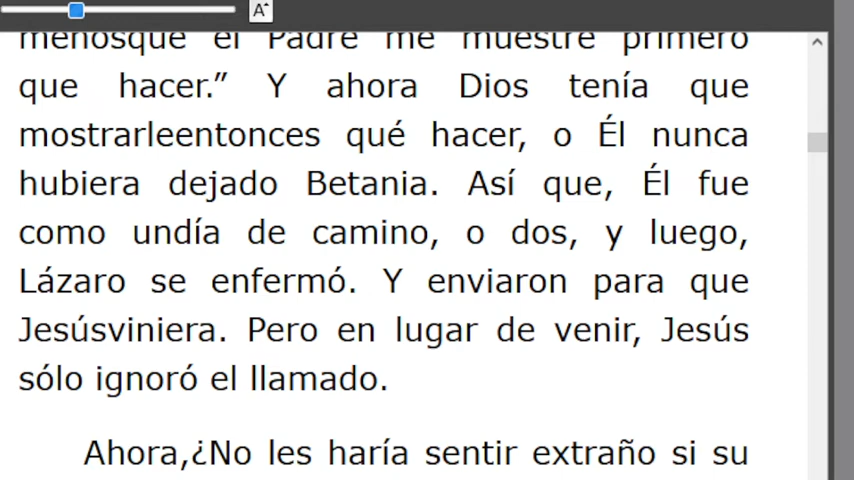 A
menosque el Padre me muestre primero
que hacer.” Y ahora Dios tenía que
mostrarleentonces qué hacer, o Él nunca
hubiera dejado Betania. Así que, Él fue
como undía de camino, o dos, y luego,
Lázaro se enfermó. Y enviaron para que
Jesúsviniera. Pero en lugar de venir, Jesús
sólo ignoró el llamado.
Ahora,¿No les haría sentir extraño si su